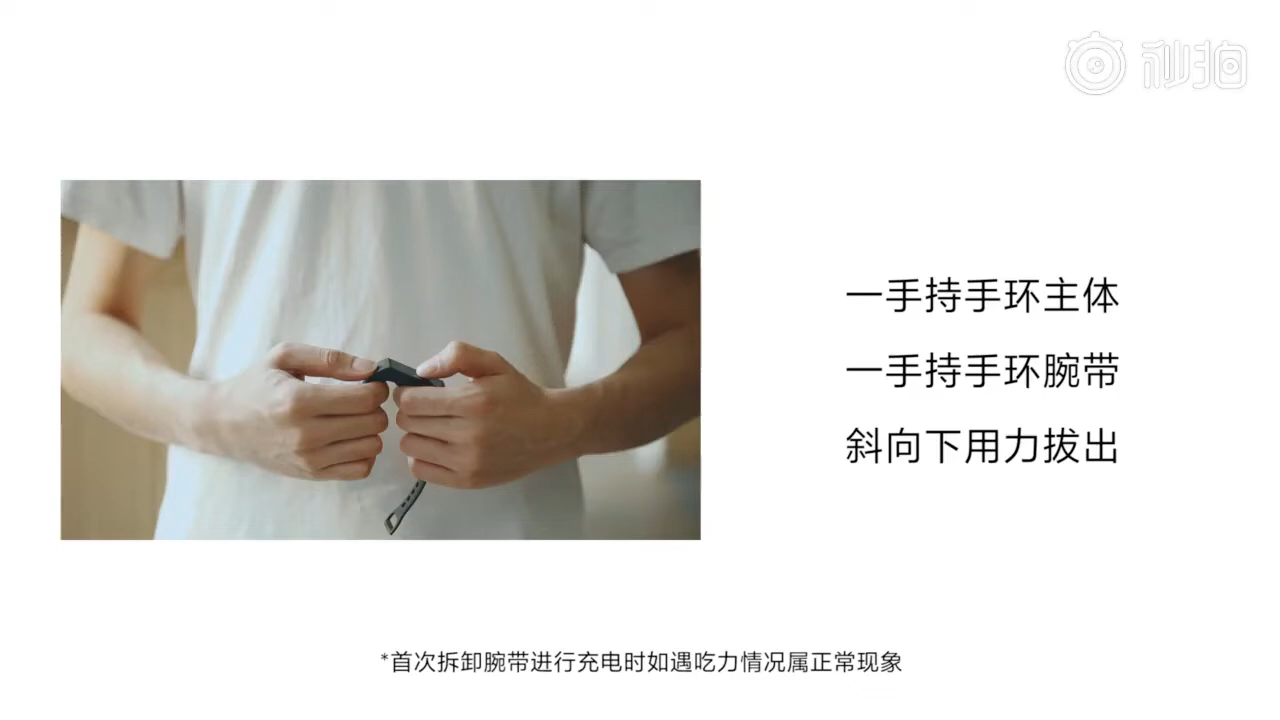 秒拍
一手持手环主体
一手持手环腕带
斜向下用力拔出
*首次拆卸腕带进行充电时如遇吃力情况属正常现象